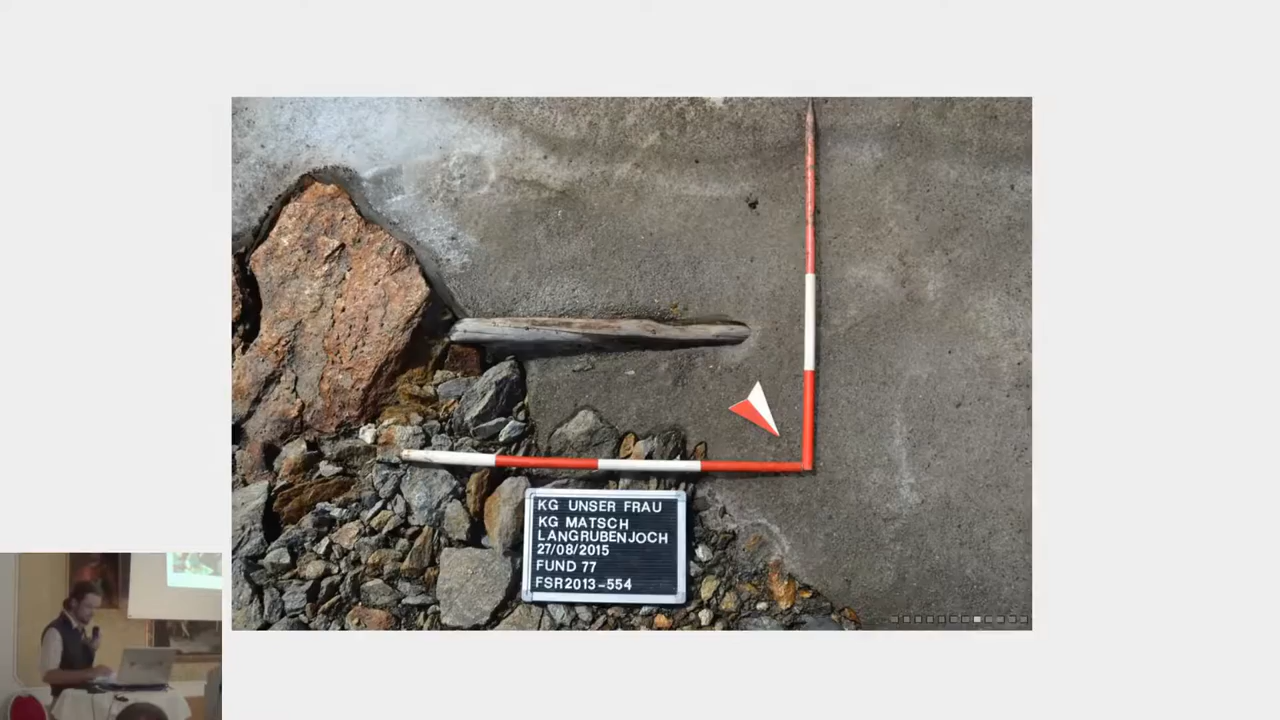 KG UNSER FRAU
KG MATSCH
LANGRUBENJOCH
27/08/2015
FUND 77
FSR2013-554